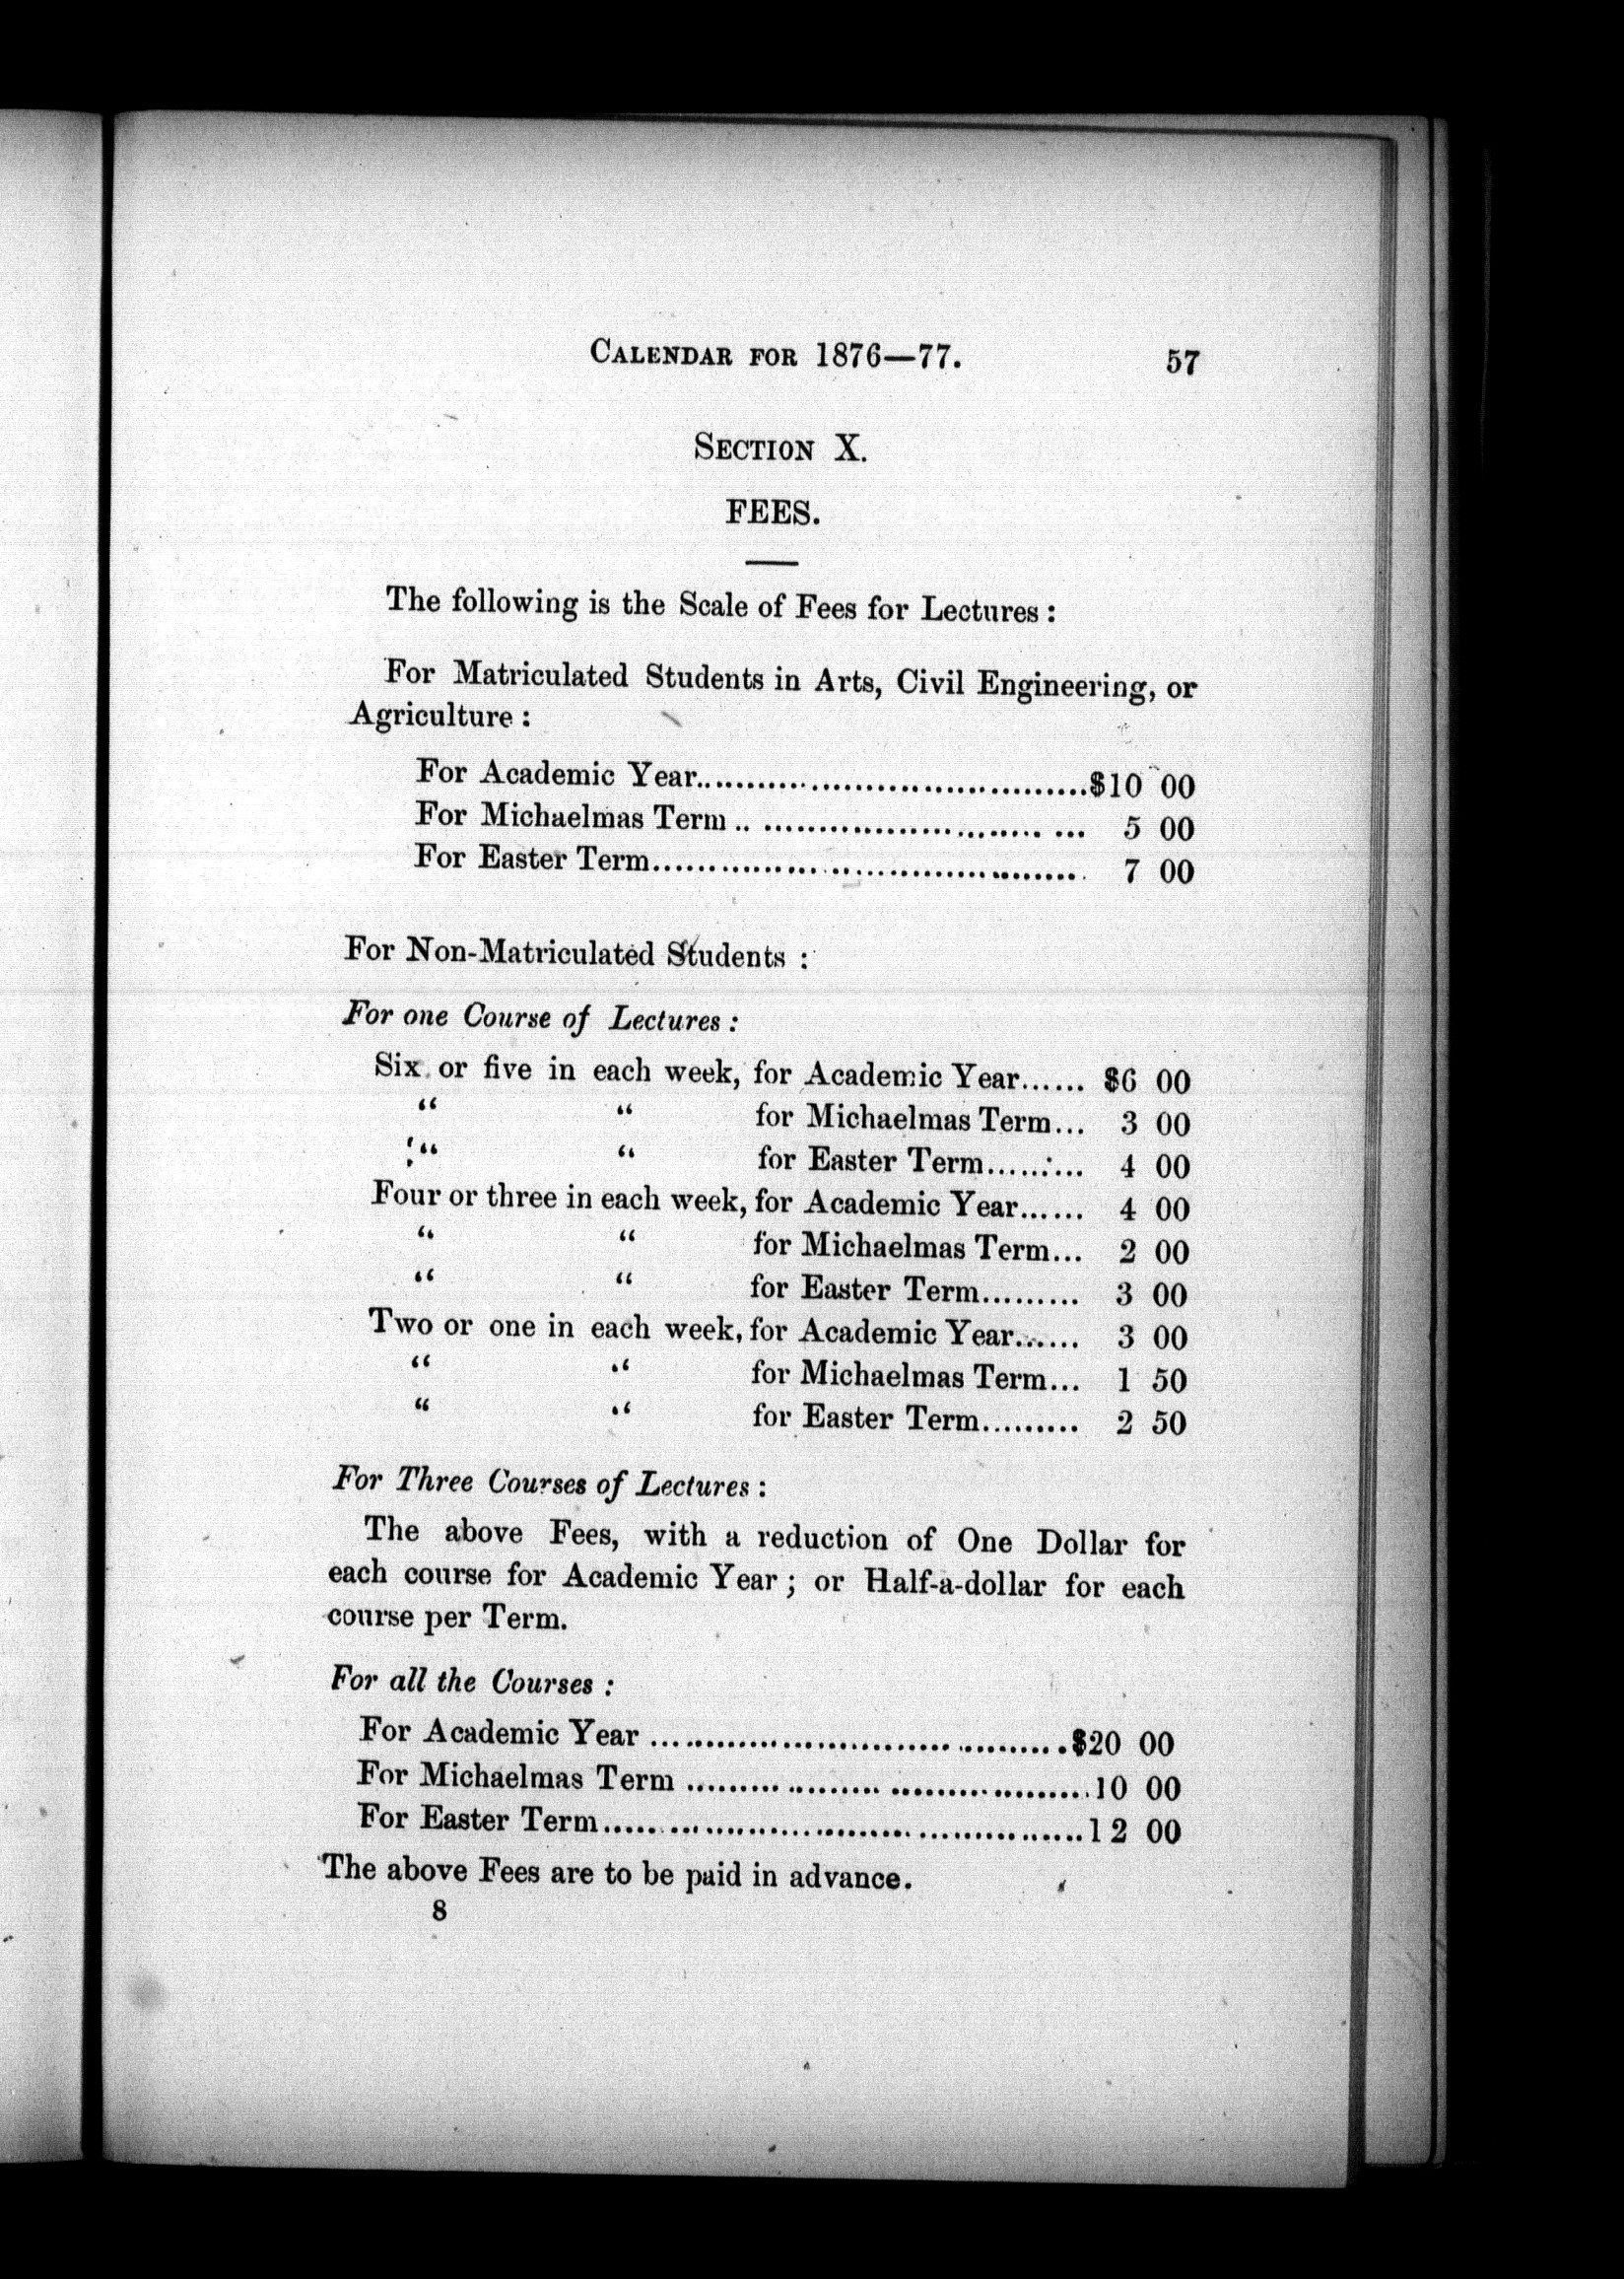 CALENDAR FOR 1876—77. 57
SECTION X.
FEES.
The following is the Scale of Fees for Lectures :
For Matriculated Students in Arts, Civil Engineering, or
Agriculture :
For Academic Year..........................................$10 00
For Michaelmas Term .. ............................... ... 5 00
For Easter Term.............................................. 7 00
For Non-Matriculated Students :
For one Course of Lectures :
Six or five in each week, for Academic Year...... $6 00
“ “ for Michaelmas Term... 3 00
“ “ for Easter Term......... 4 00
Four or three in each week, for Academic Year...... 4 00
“ “ for Michaelmas Term... 2 00
“ “ for Easter Term......... 3 00
Two or one in each week, for Academic Year...... 3 00
“ “ for Michaelmas Term... 1 50
“ “ for Easter Term......... 2 50
For Three Courses of Lectures :
The above Fees, with a reduction of One Dollar for
each course for Academic Year ; or Half-a-dollar for each
course per Term.
For all the Courses :
For Academic Year .............................................$20 00
For Michaelmas Term ..........................................10 00
For Easter Term..................................................12 00
The above Fees are to be paid in advance.
8